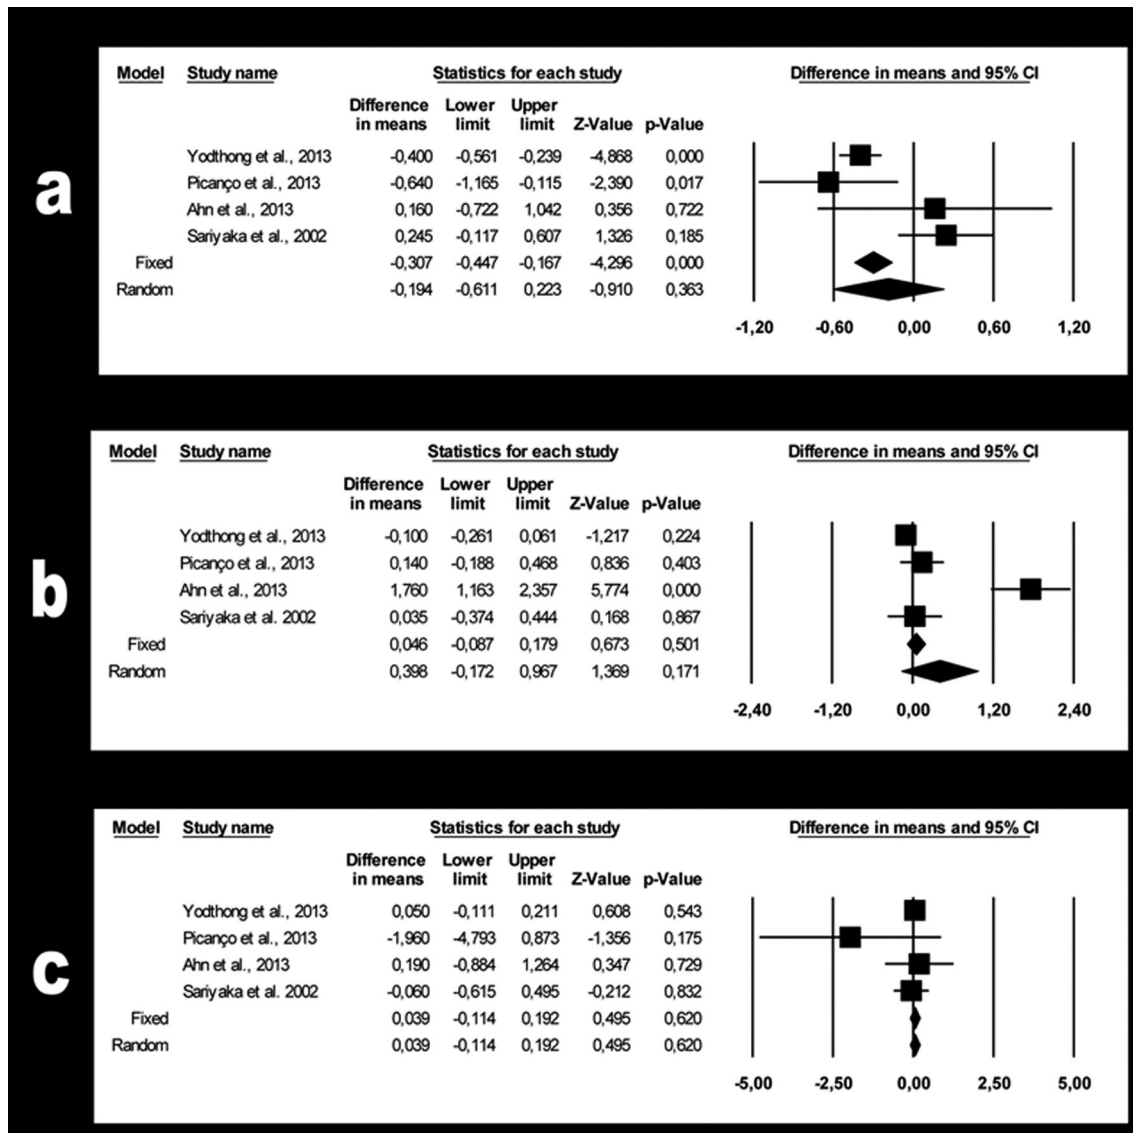 a
Model Study name Statistics for each study Difference in means and 95% CI
Difference Lower Upper
in means limit limit Z-Value p-Value
Yodthong et al., 2013 -0,400 -0,561 -0,239 -4,868 0,000
Picanço et al., 2013 -0,640 -1,165 -0,115 -2,390 0,017
Ahn et al., 2013 0,160 -0,722 1,042 0,356 0,722
Sariyaka et al., 2002 0,245 -0,117 0,607 1,326 0,185
Fixed -0,307 -0,447 -0,167 -4,296 0,000
Random -0,194 -0,611 0,223 -0,910 0,363
-1,20 -0,60 0,00 0,60 1,20
b
Model Study name Statistics for each study Difference in means and 95% CI
Difference Lower Upper
in means limit limit Z-Value p-Value
Yodthong et al., 2013 -0,100 -0,261 0,061 -1,217 0,224
Picanço et al., 2013 0,140 -0,188 0,468 0,836 0,403
Ahn et al., 2013 1,760 1,163 2,357 5,774 0,000
Sariyaka et al. 2002 0,035 -0,374 0,444 0,168 0,867
Fixed 0,046 -0,087 0,179 0,673 0,501
Random 0,398 -0,172 0,967 1,369 0,171
-2,40 -1,20 0,00 1,20 2,40
c
Model Study name Statistics for each study Difference in means and 95% CI
Difference Lower Upper
in means limit limit Z-Value p-Value
Yodthong et al., 2013 0,050 -0,111 0,211 0,608 0,543
Picanço et al., 2013 -1,960 -4,793 0,873 -1,356 0,175
Ahn et al., 2013 0,190 -0,884 1,264 0,347 0,729
Sariyaka et al. 2002 -0,060 -0,615 0,495 -0,212 0,832
Fixed 0,039 -0,114 0,192 0,495 0,620
Random 0,039 -0,114 0,192 0,495 0,620
-5,00 -2,50 0,00 2,50 5,00